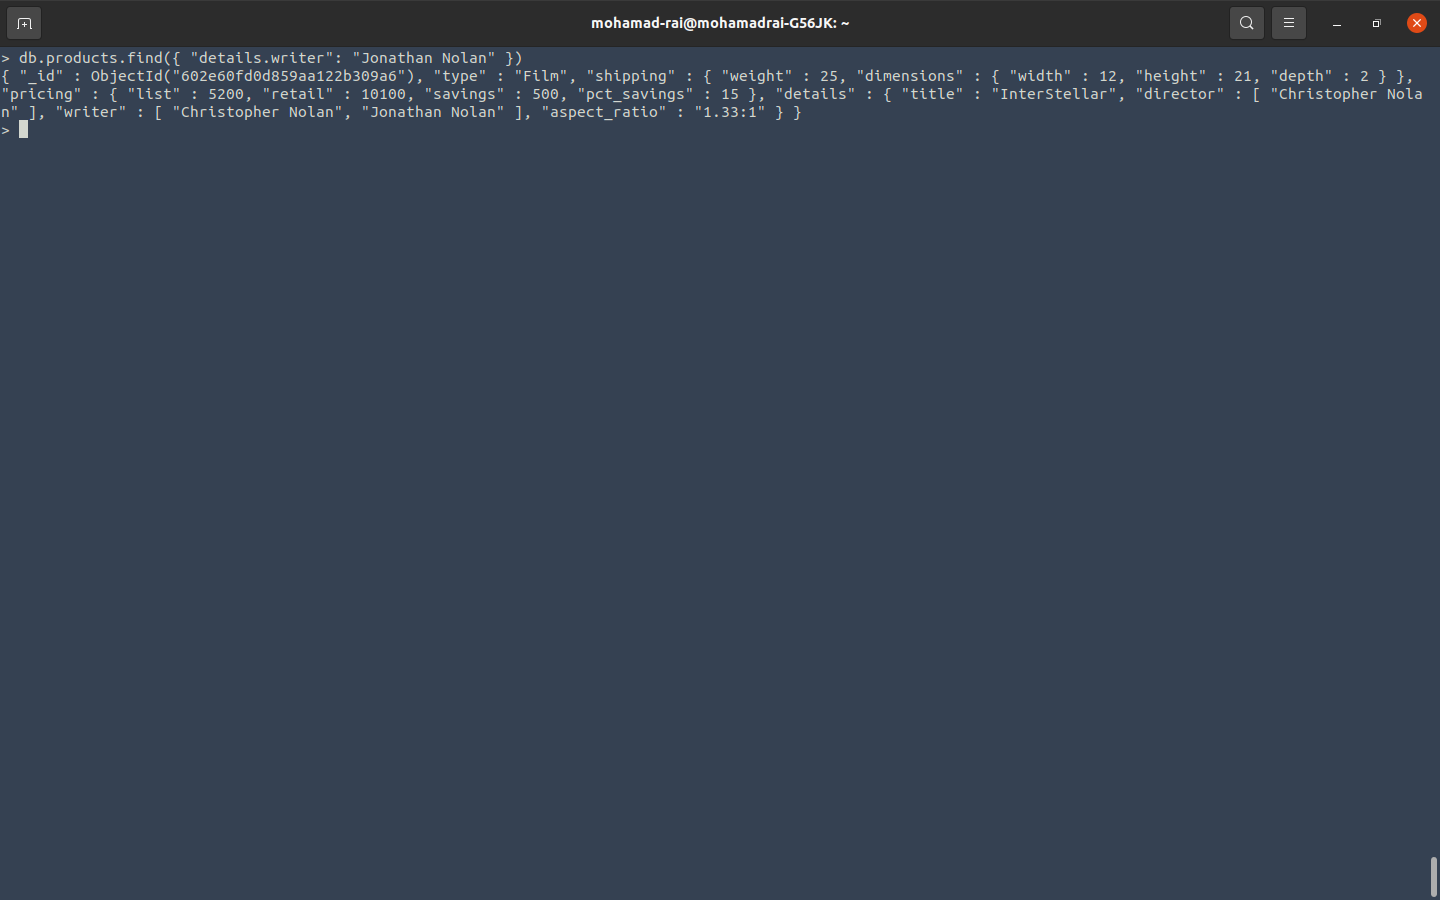 mohamad-rai@mohamadrai-G56JK: ~
> db.products.find({ "details.writer": "Jonathan Nolan" })
{ "_id" : ObjectId("602e60fd0d859aa122b309a6"), "type" : "Film", "shipping" : { "weight" : 25, "dimensions" : { "width" : 12, "height" : 21, "depth" : 2 } },
"pricing" : { "list" : 5200, "retail" : 10100, "savings" : 500, "pct_savings" : 15 }, "details" : { "title" : "InterStellar", "director" : [ "Christopher Nola
n" ], "writer" : [ "Christopher Nolan", "Jonathan Nolan" ], "aspect_ratio" : "1.33:1" } }
>